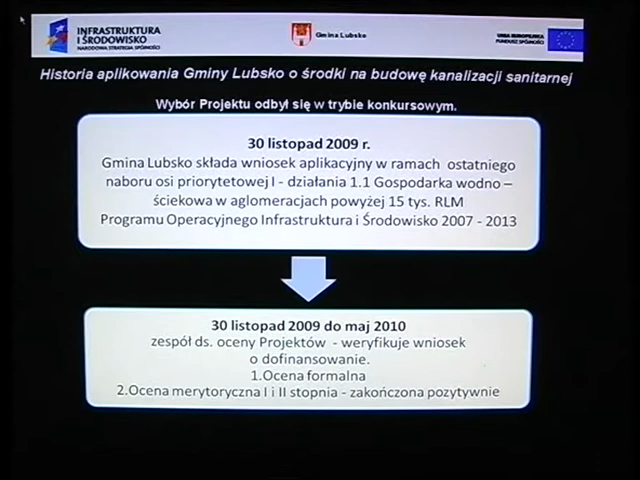 INFRASTRUKTURA
I ŚRODOWISKO
NARODOWA STRATEGIA SPÓJNOŚCI
Gmina Lubsko
UNIA EUROPEJSKA
FUNDUSZ SPÓJNOŚCI
Historia aplikowania Gminy Lubsko o środki na budowę kanalizacji sanitarnej
Wybór Projektu odbył się w trybie konkursowym.
30 listopad 2009 r.
Gmina Lubsko składa wniosek aplikacyjny w ramach ostatniego
naboru osi priorytetowej I - działania 1.1 Gospodarka wodno –
ściekowa w aglomeracjach powyżej 15 tys. RLM
Programu Operacyjnego Infrastruktura i Środowisko 2007 - 2013
30 listopad 2009 do maj 2010
zespół ds. oceny Projektów - weryfikuje wniosek
o dofinansowanie.
1.Ocena formalna
2.Ocena merytoryczna I i II stopnia - zakończona pozytywnie